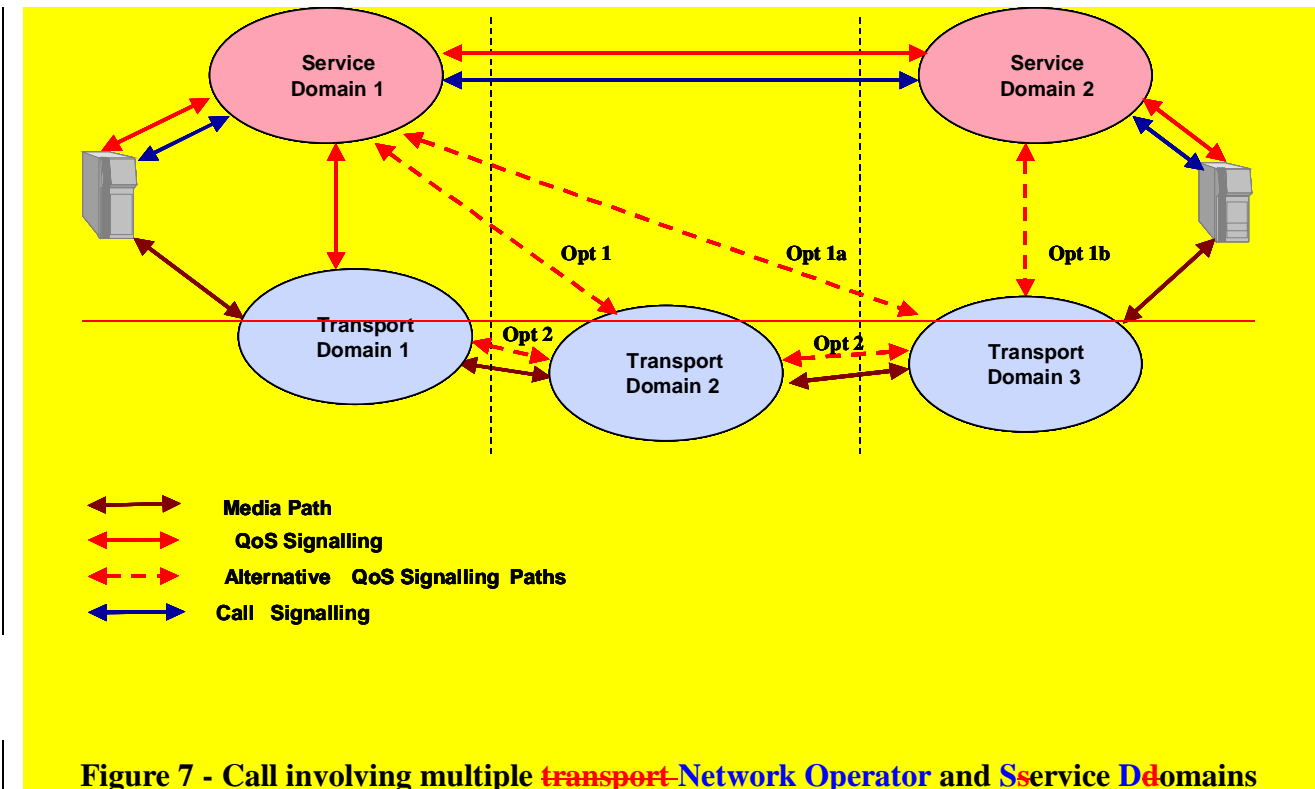 Service
Domain 1
Service
Domain 2
Opt 1
Opt 1a
Opt 1b
Transport
Domain 1
Opt 2
Transport
Domain 2
Opt 2
Transport
Domain 3
Media Path
QoS Signalling
Alternative QoS Signalling Paths
Call Signalling
Figure 7 - Call involving multiple transport Network Operator and Sservice Ddomains